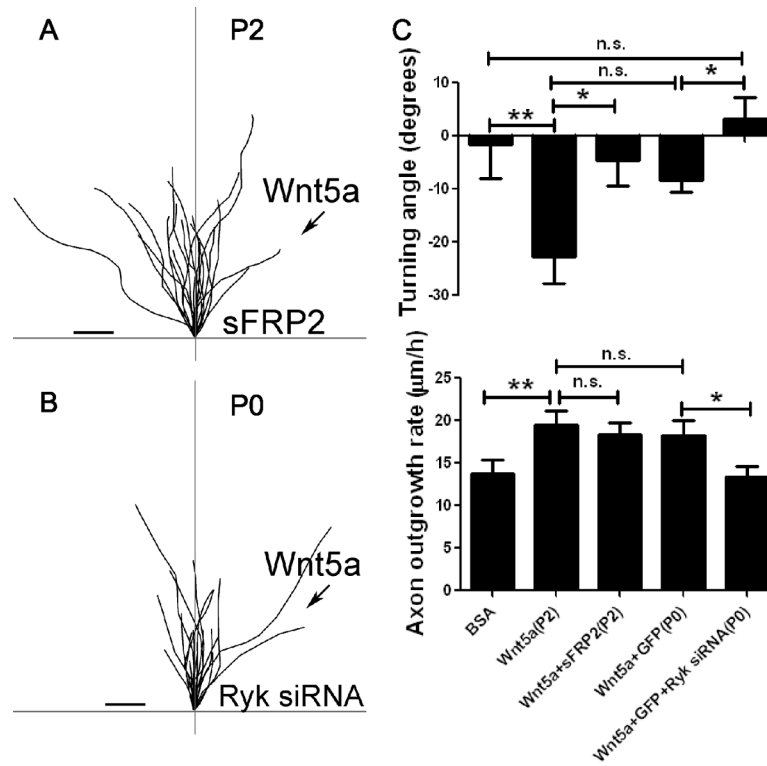 A
P2
Wnt5a
sFRP2
B
P0
Wnt5a
Ryk siRNA
C
n.s.
n.s.
*
**
*
10
0
-10
-20
-30
Turning angle (degrees)
n.s.
**
n.s.
*
25
20
15
10
5
0
Axon outgrowth rate (µm/h)
BSA
Wnt5a(P2)
Wnt5a+sFRP2(P2)
Wnt5a+GFP(P0)
Wnt5a+GFP+Ryk siRNA(P0)